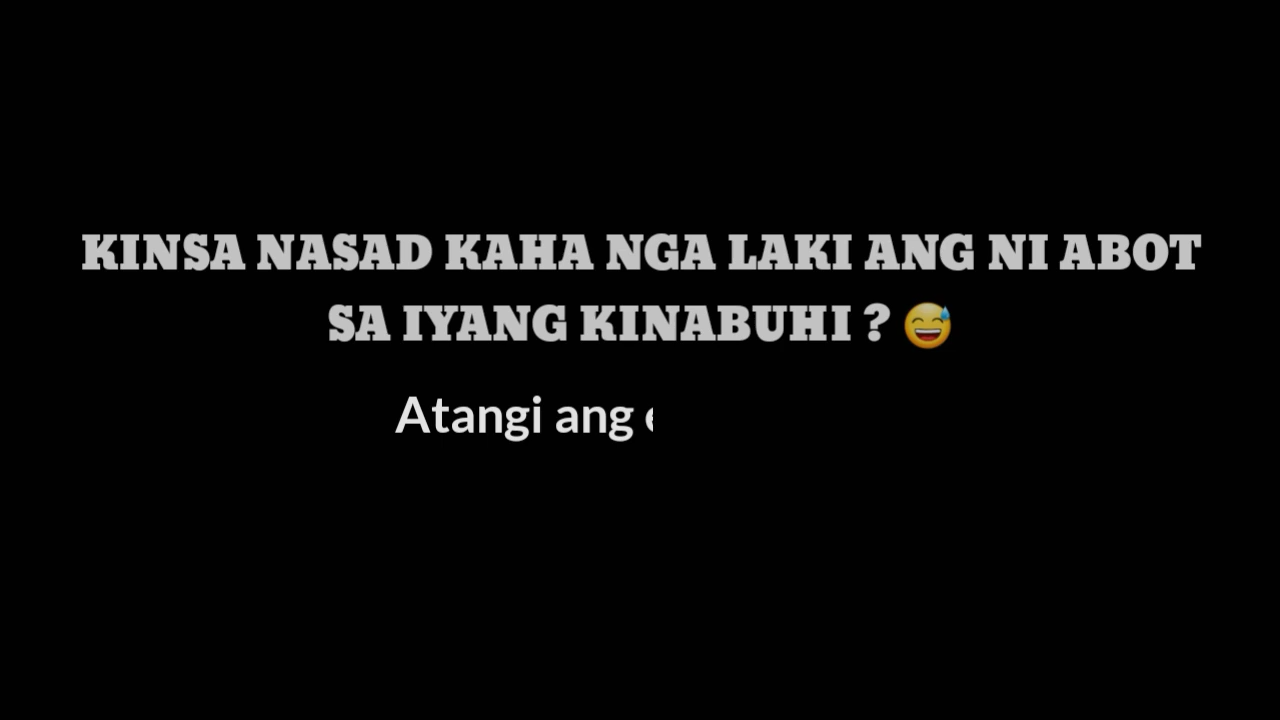 KINSA NASAD KAHA NGA LAKI ANG NI ABOT
SA IYANG KINABUHI ? 😅
Atangi ang